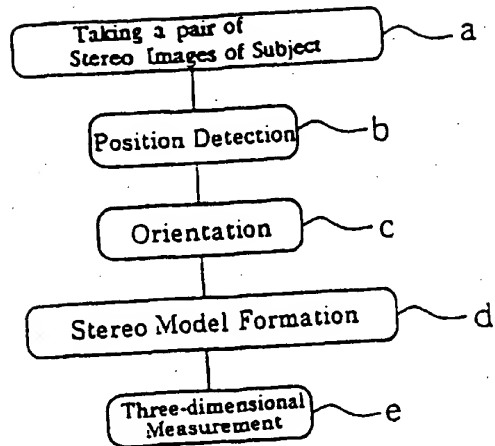 Taking a pair of
Stereo Images of Subject
a
Position Detection
b
Orientation
c
Stereo Model Formation
d
Three-dimensional
Measurement
e